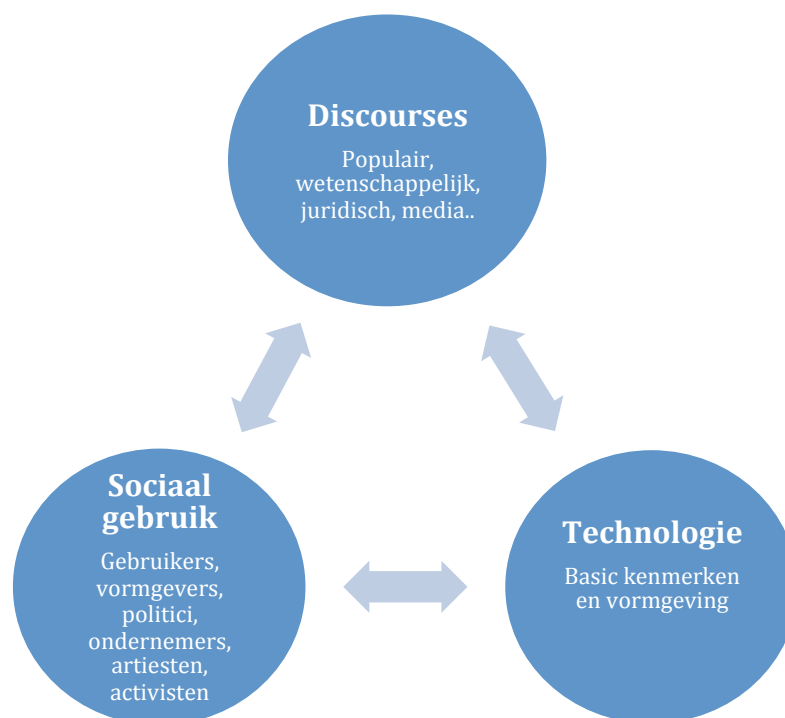 Discourses
Populair,
wetenschappelijk,
juridisch, media..
Sociaal
gebruik
Gebruikers,
vormgevers,
politici,
ondernemers,
artiesten,
activisten
Technologie
Basic kenmerken
en vormgeving